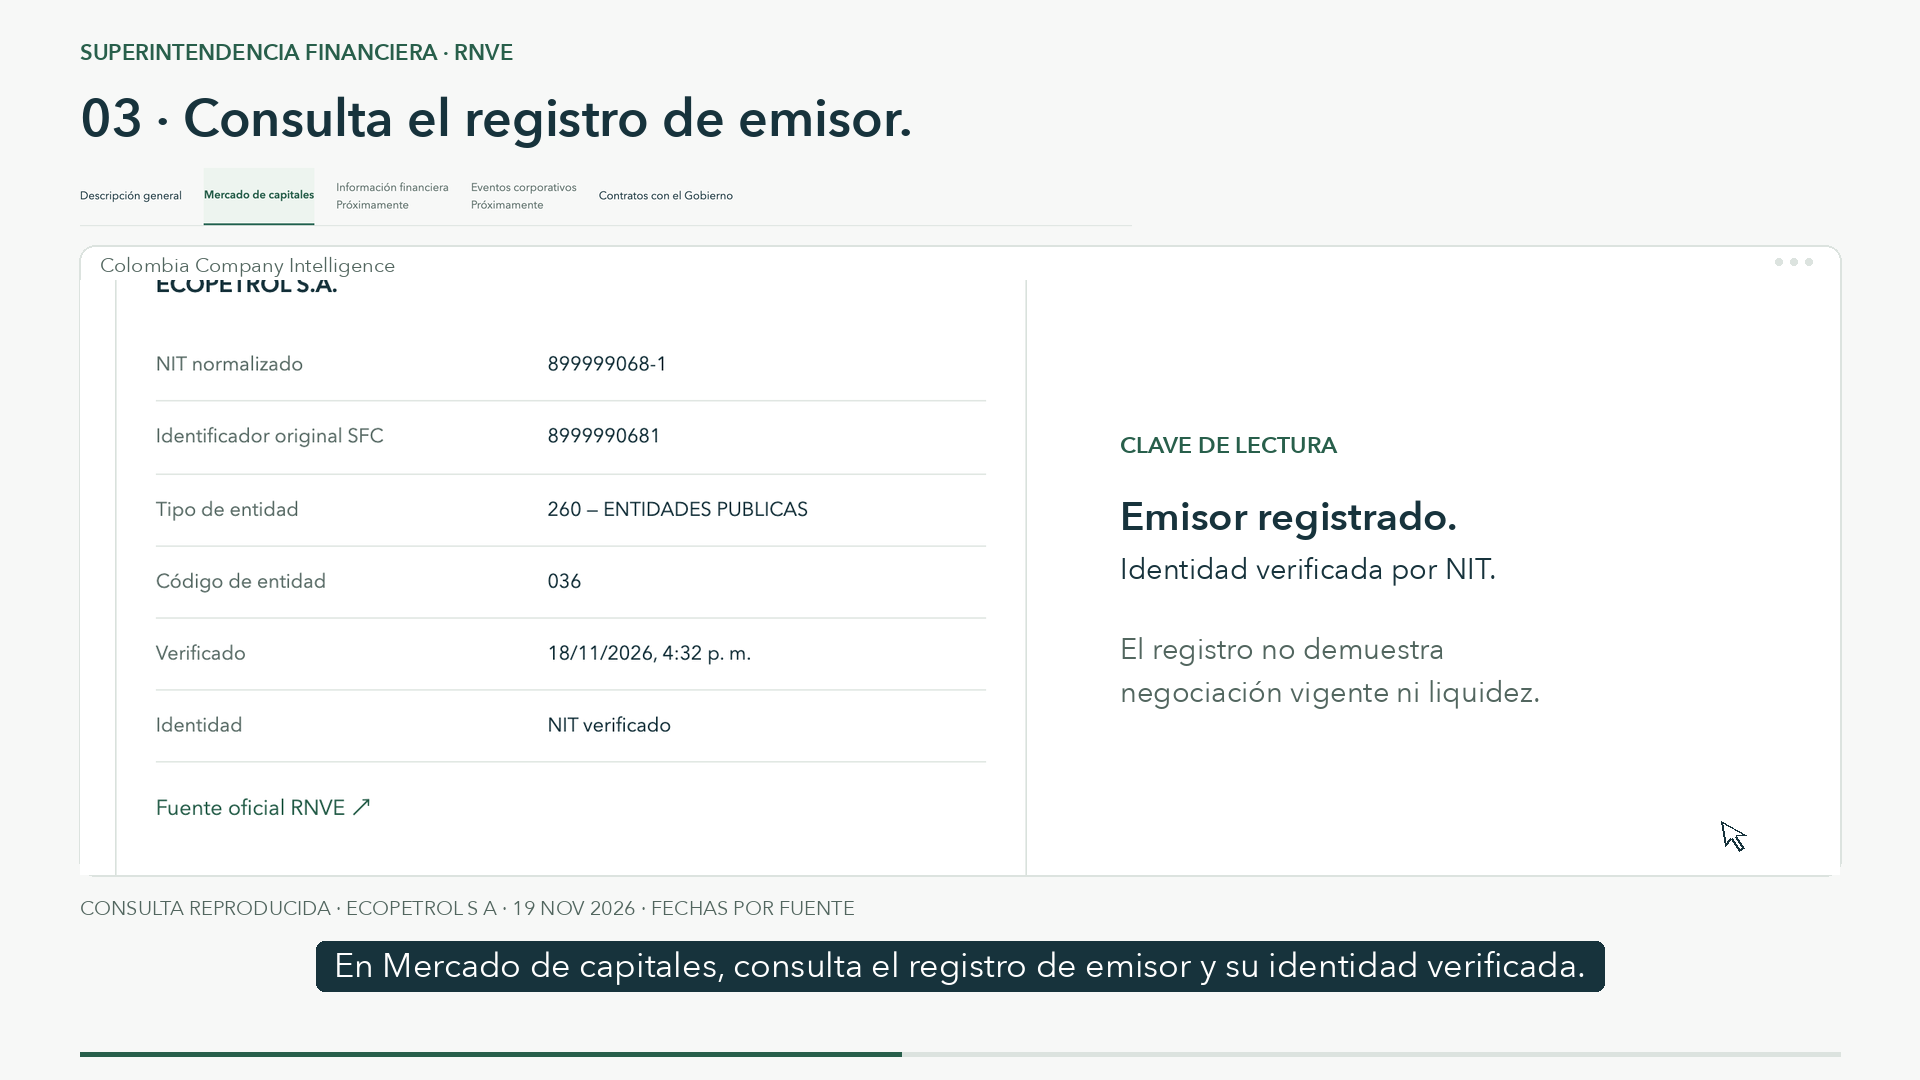 SUPERINTENDENCIA FINANCIERA · RNVE
03 · Consulta el registro de emisor.
Descripción general
Mercado de capitales
Información financiera
Próximamente
Eventos corporativos
Próximamente
Contratos con el Gobierno
Colombia Company Intelligence
ECOPETROL S.A.
NIT normalizado 899999068-1
Identificador original SFC 8999990681
Tipo de entidad 260 – ENTIDADES PUBLICAS
Código de entidad 036
Verificado 18/11/2026, 4:32 p. m.
Identidad NIT verificado
Fuente oficial RNVE ↗
CLAVE DE LECTURA
Emisor registrado.
Identidad verificada por NIT.
El registro no demuestra
negociación vigente ni liquidez.
CONSULTA REPRODUCIDA · ECOPETROL S A · 19 NOV 2026 · FECHAS POR FUENTE
En Mercado de capitales, consulta el registro de emisor y su identidad verificada.